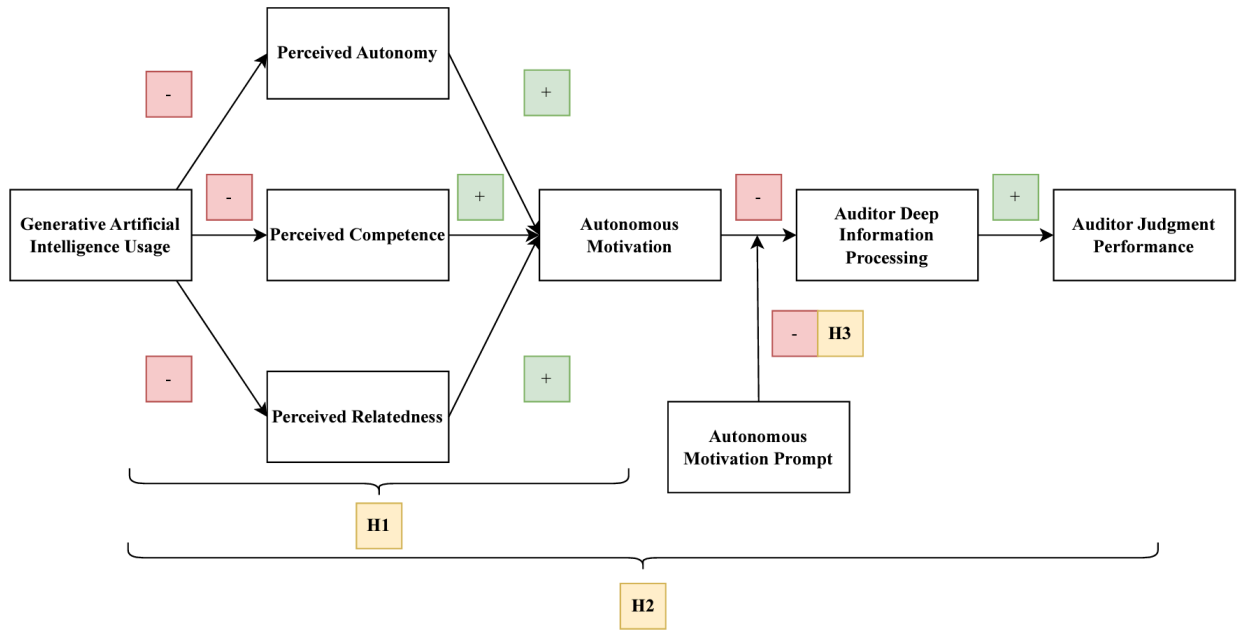 Perceived Autonomy
-
+
Generative Artificial
Intelligence Usage
-
Perceived Competence
+
Autonomous
Motivation
-
Auditor Deep
Information
Processing
+
Auditor Judgment
Performance
- H3
-
Perceived Relatedness
+
Autonomous
Motivation Prompt
H1
H2